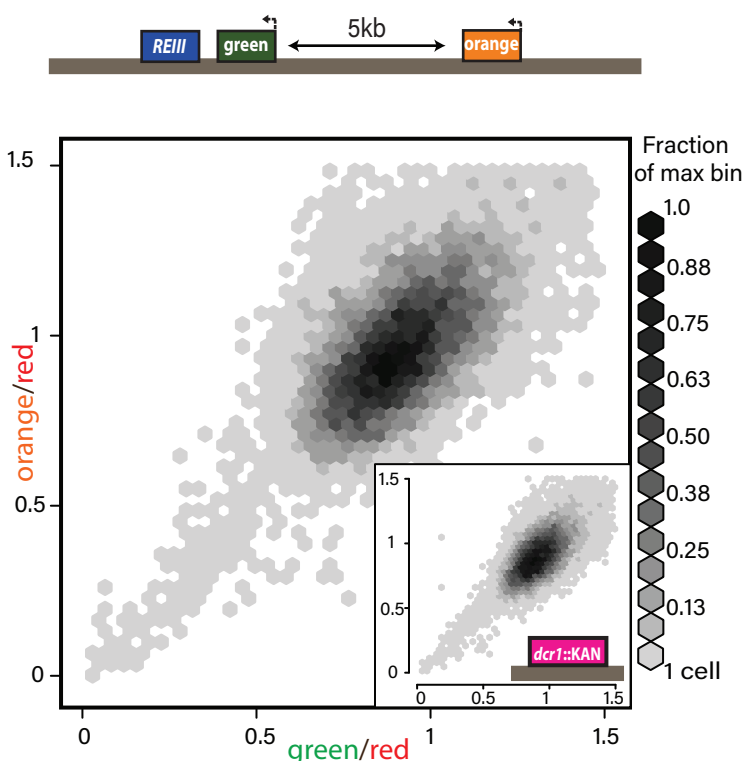 5kb
REIII green orange
Fraction
of max bin
1.5
1
0.5
0
orange/red
1.0
0.88
0.75
0.63
0.50
0.38
0.25
0.13
1 cell
1.5
1
0.5
0
dcr1::KAN
0 0.5 1 1.5
0 0.5 1 1.5
green/red